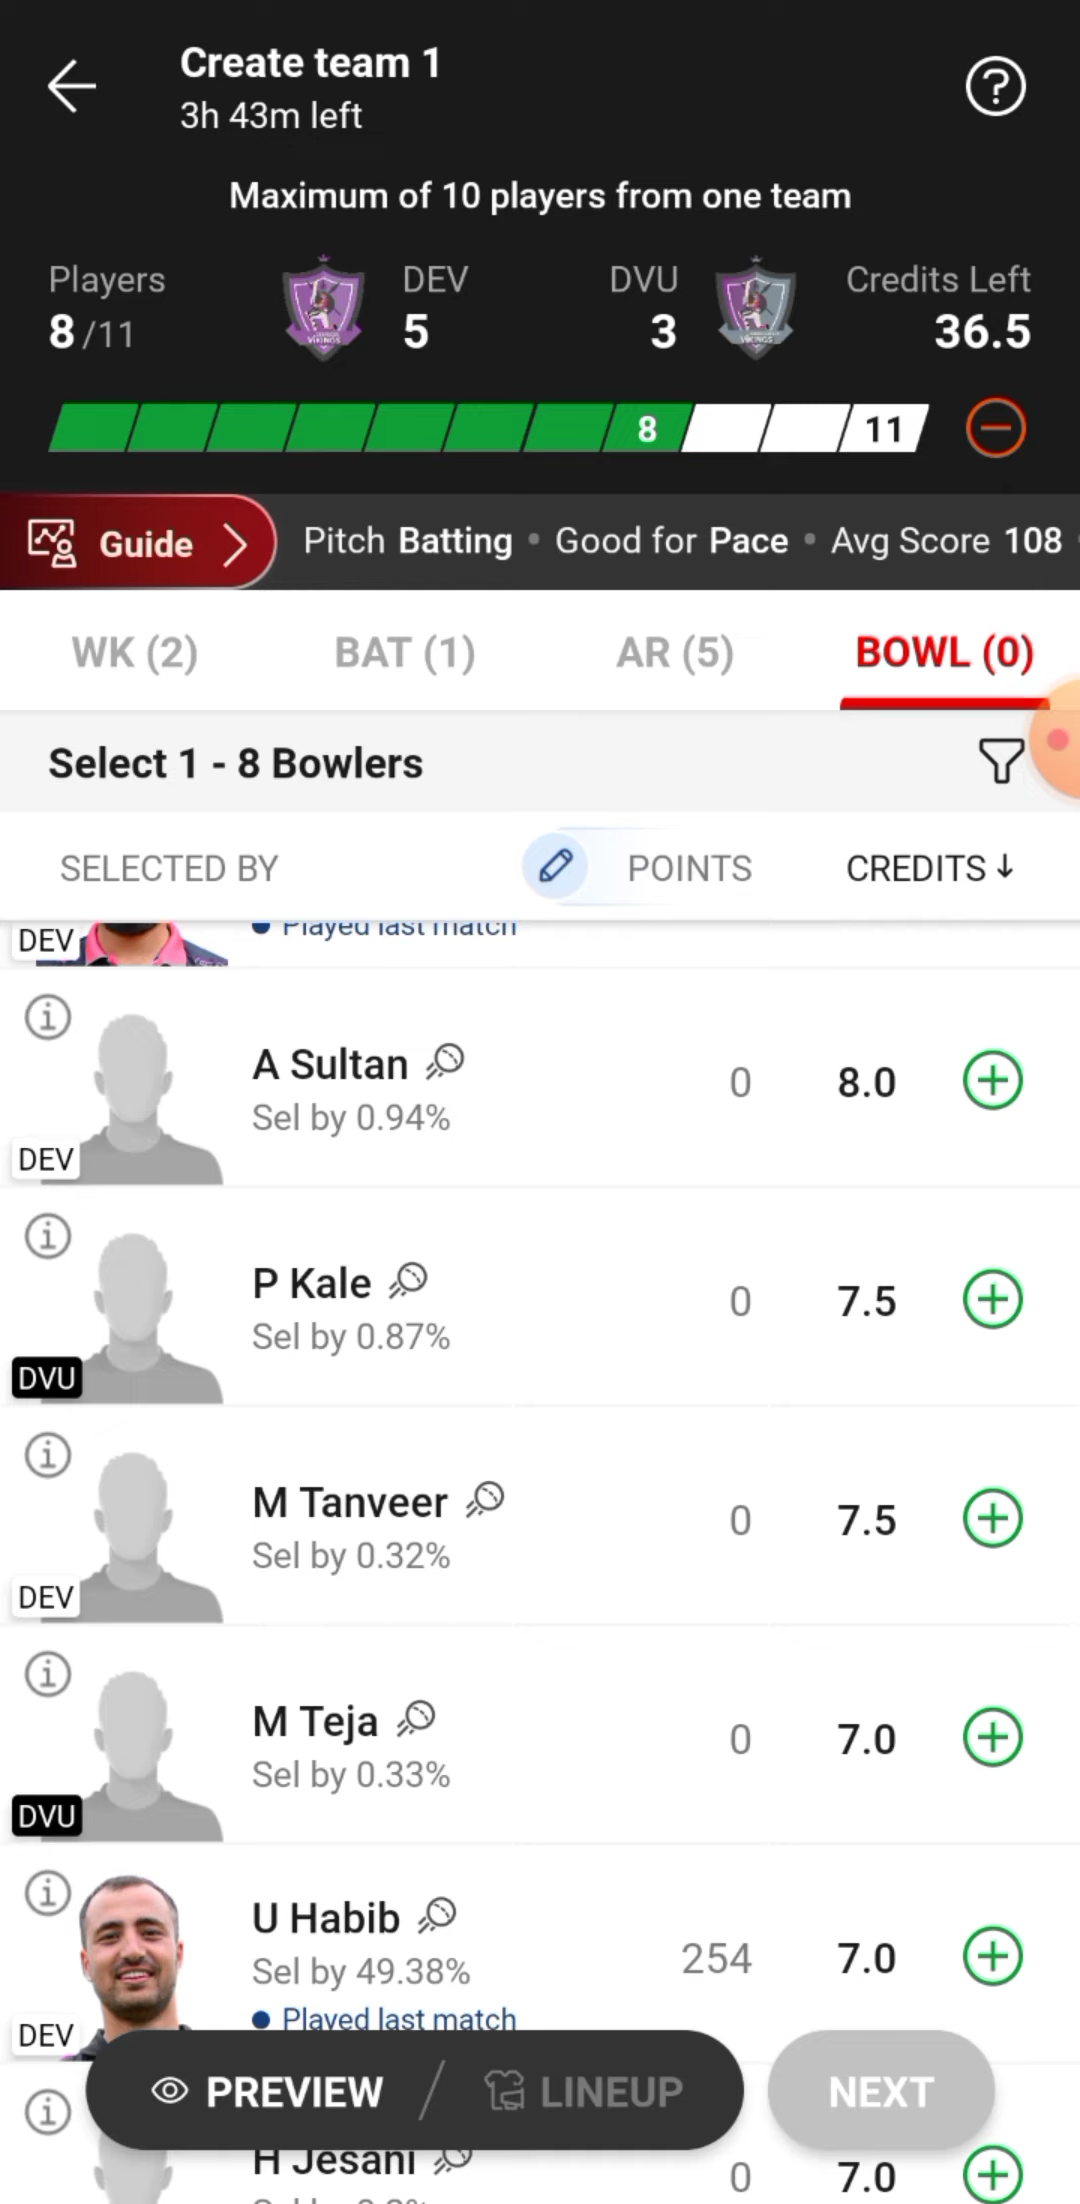 Create team 1
3h 43m left
Maximum of 10 players from one team
Players DEV DVU Credits Left
8/11 5 3 36.5
VIKINGS VIKINGS
8 11
Guide Pitch Batting • Good for Pace • Avg Score 108
WK (2) BAT (1) AR (5) BOWL (0)
Select 1 - 8 Bowlers
SELECTED BY POINTS CREDITS ↓
DEV • Played last match
A Sultan 0 8.0
Sel by 0.94%
DEV
P Kale 0 7.5
Sel by 0.87%
DVU
M Tanveer 0 7.5
Sel by 0.32%
DEV
M Teja 0 7.0
Sel by 0.33%
DVU
U Habib 254 7.0
Sel by 49.38%
• Played last match
DEV
PREVIEW / LINEUP NEXT
H Jesani 0 7.0